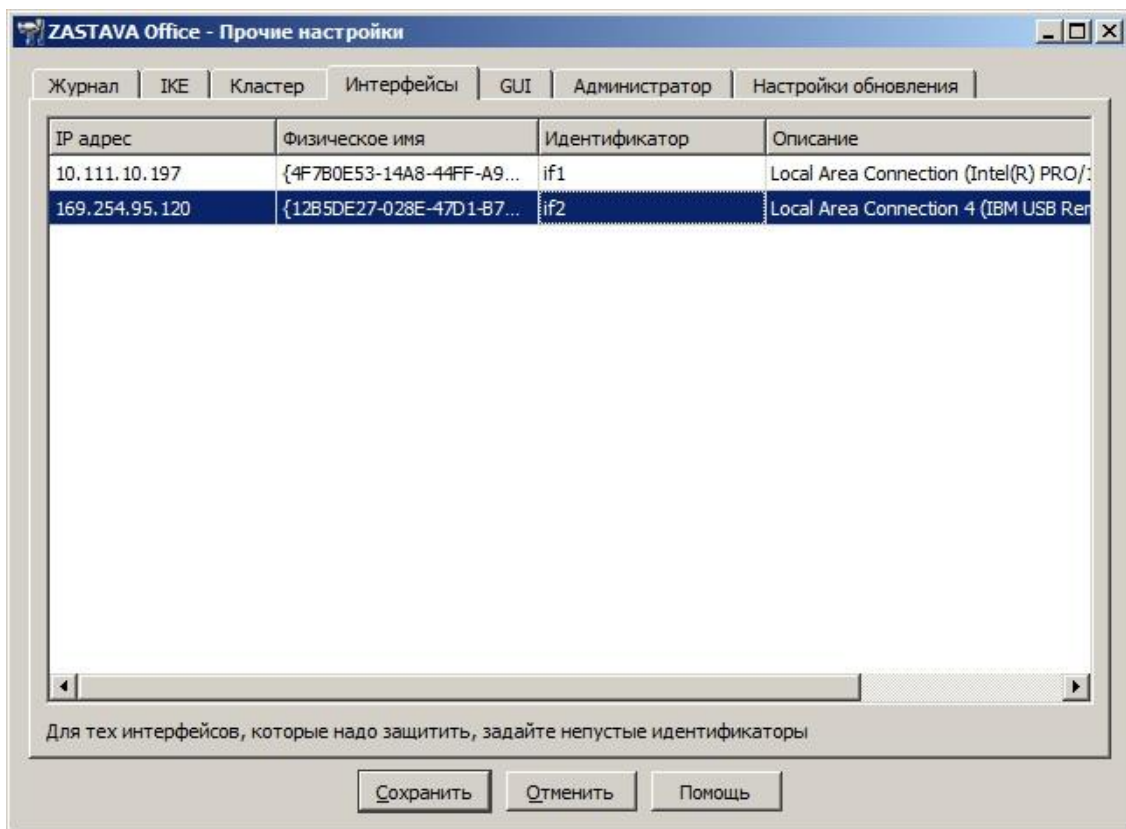 ZASTAVA Office - Прочие настройки
Журнал IKE Кластер Интерфейсы GUI Администратор Настройки обновления
IP адрес Физическое имя Идентификатор Описание
10.111.10.197 {4F7B0E53-14A8-44FF-A9... if1 Local Area Connection (Intel(R) PRO/
169.254.95.120 {12B5DE27-028E-47D1-B7... if2 Local Area Connection 4 (IBM USB
Для тех интерфейсов, которые надо защитить, задайте непустые идентификаторы
Сохранить Отменить Помощь